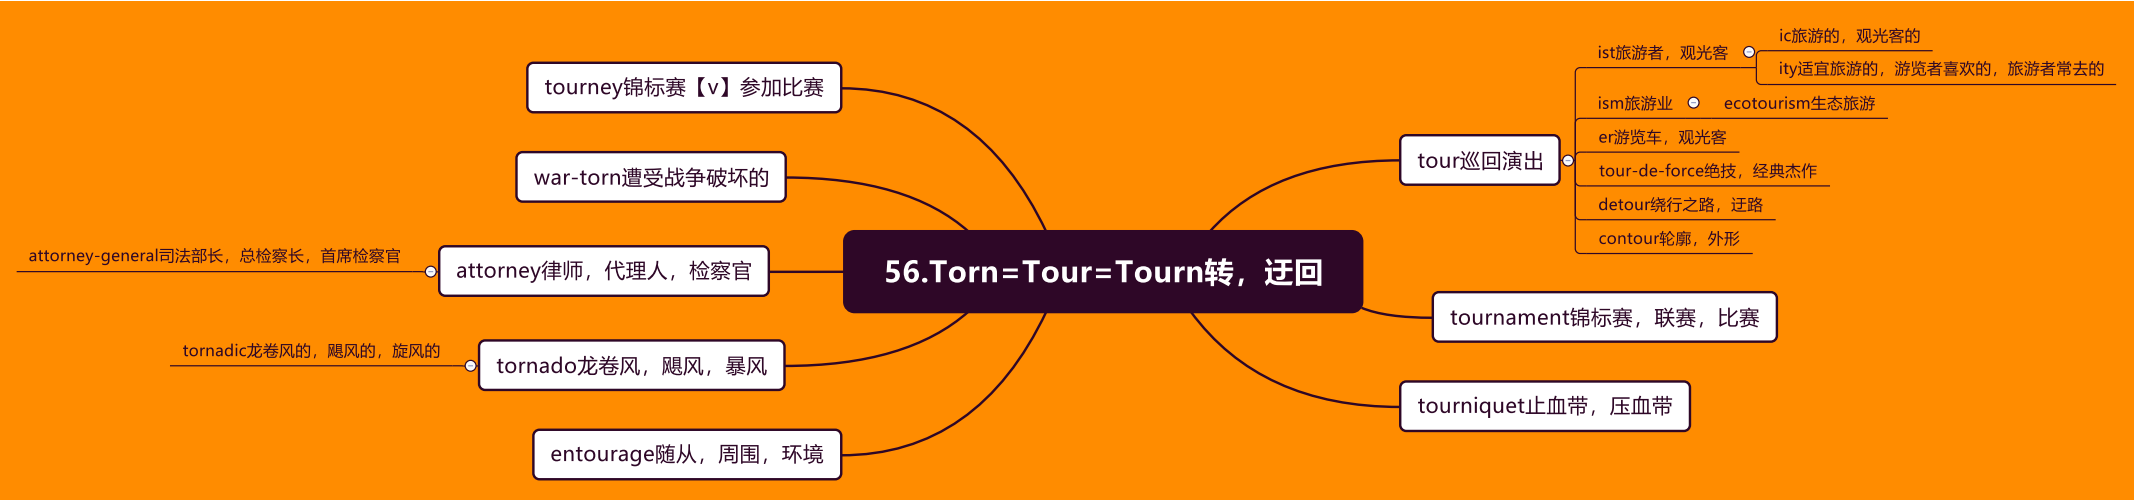 56.Torn=Tour=Tourn转，迂回
tour巡回演出
ist旅游者，观光客
ic旅游的，观光客的
ity适宜旅游的，游览者喜欢的，旅游者常去的
ism旅游业
ecotourism生态旅游
er游览车，观光客
tour-de-force绝技，经典杰作
detour绕行之路，迂路
contour轮廓，外形
tournament锦标赛，联赛，比赛
tourniquet止血带，压血带
tourney锦标赛【v】参加比赛
war-torn遭受战争破坏的
attorney律师，代理人，检察官
attorney-general司法部长，总检察长，首席检察官
tornado龙卷风，飓风，暴风
tornadic龙卷风的，飓风的，旋风的
entourage随从，周围，环境